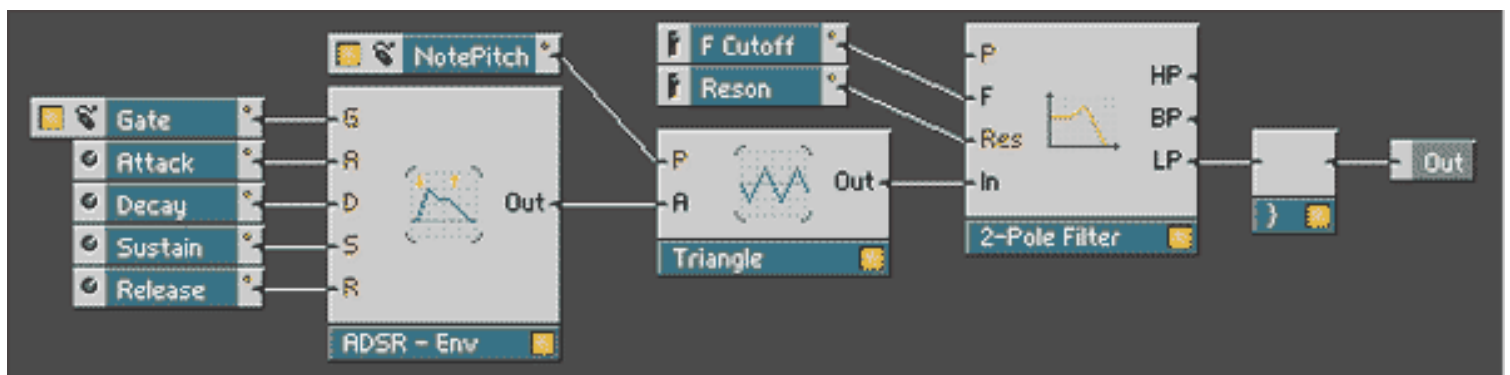 NotePitch
Gate
Attack
Decay
Sustain
Release
G
A
D
S
R
Out
ADSR - Env
F Cutoff
Reson
P
A
Out
Triangle
P
F
Res
In
HP
BP
LP
2-Pole Filter
}
Out